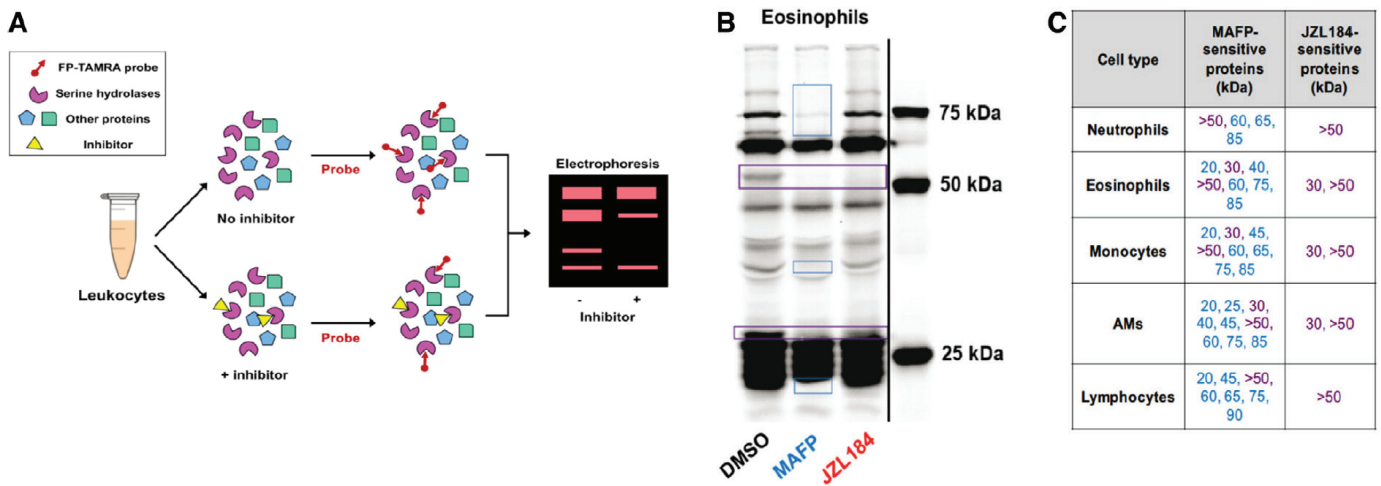 A
FP-TAMRA probe
Serine hydrolases
Other proteins
Inhibitor
Leukocytes
No inhibitor
+ inhibitor
Probe
Probe
Electrophoresis
- +
Inhibitor
B
Eosinophils
75 kDa
50 kDa
25 kDa
DMSO
MAFP
JZL184
C
Cell type
MAFP-
sensitive
proteins
(kDa)
JZL184-
sensitive
proteins
(kDa)
Neutrophils
>50, 60, 65,
85
>50
Eosinophils
20, 30, 40,
>50, 60, 75,
85
30, >50
Monocytes
20, 30, 45,
>50, 60, 65,
75, 85
30, >50
AMs
20, 25, 30,
40, 45, >50,
60, 75, 85
30, >50
Lymphocytes
20, 45, >50,
60, 65, 75,
90
>50